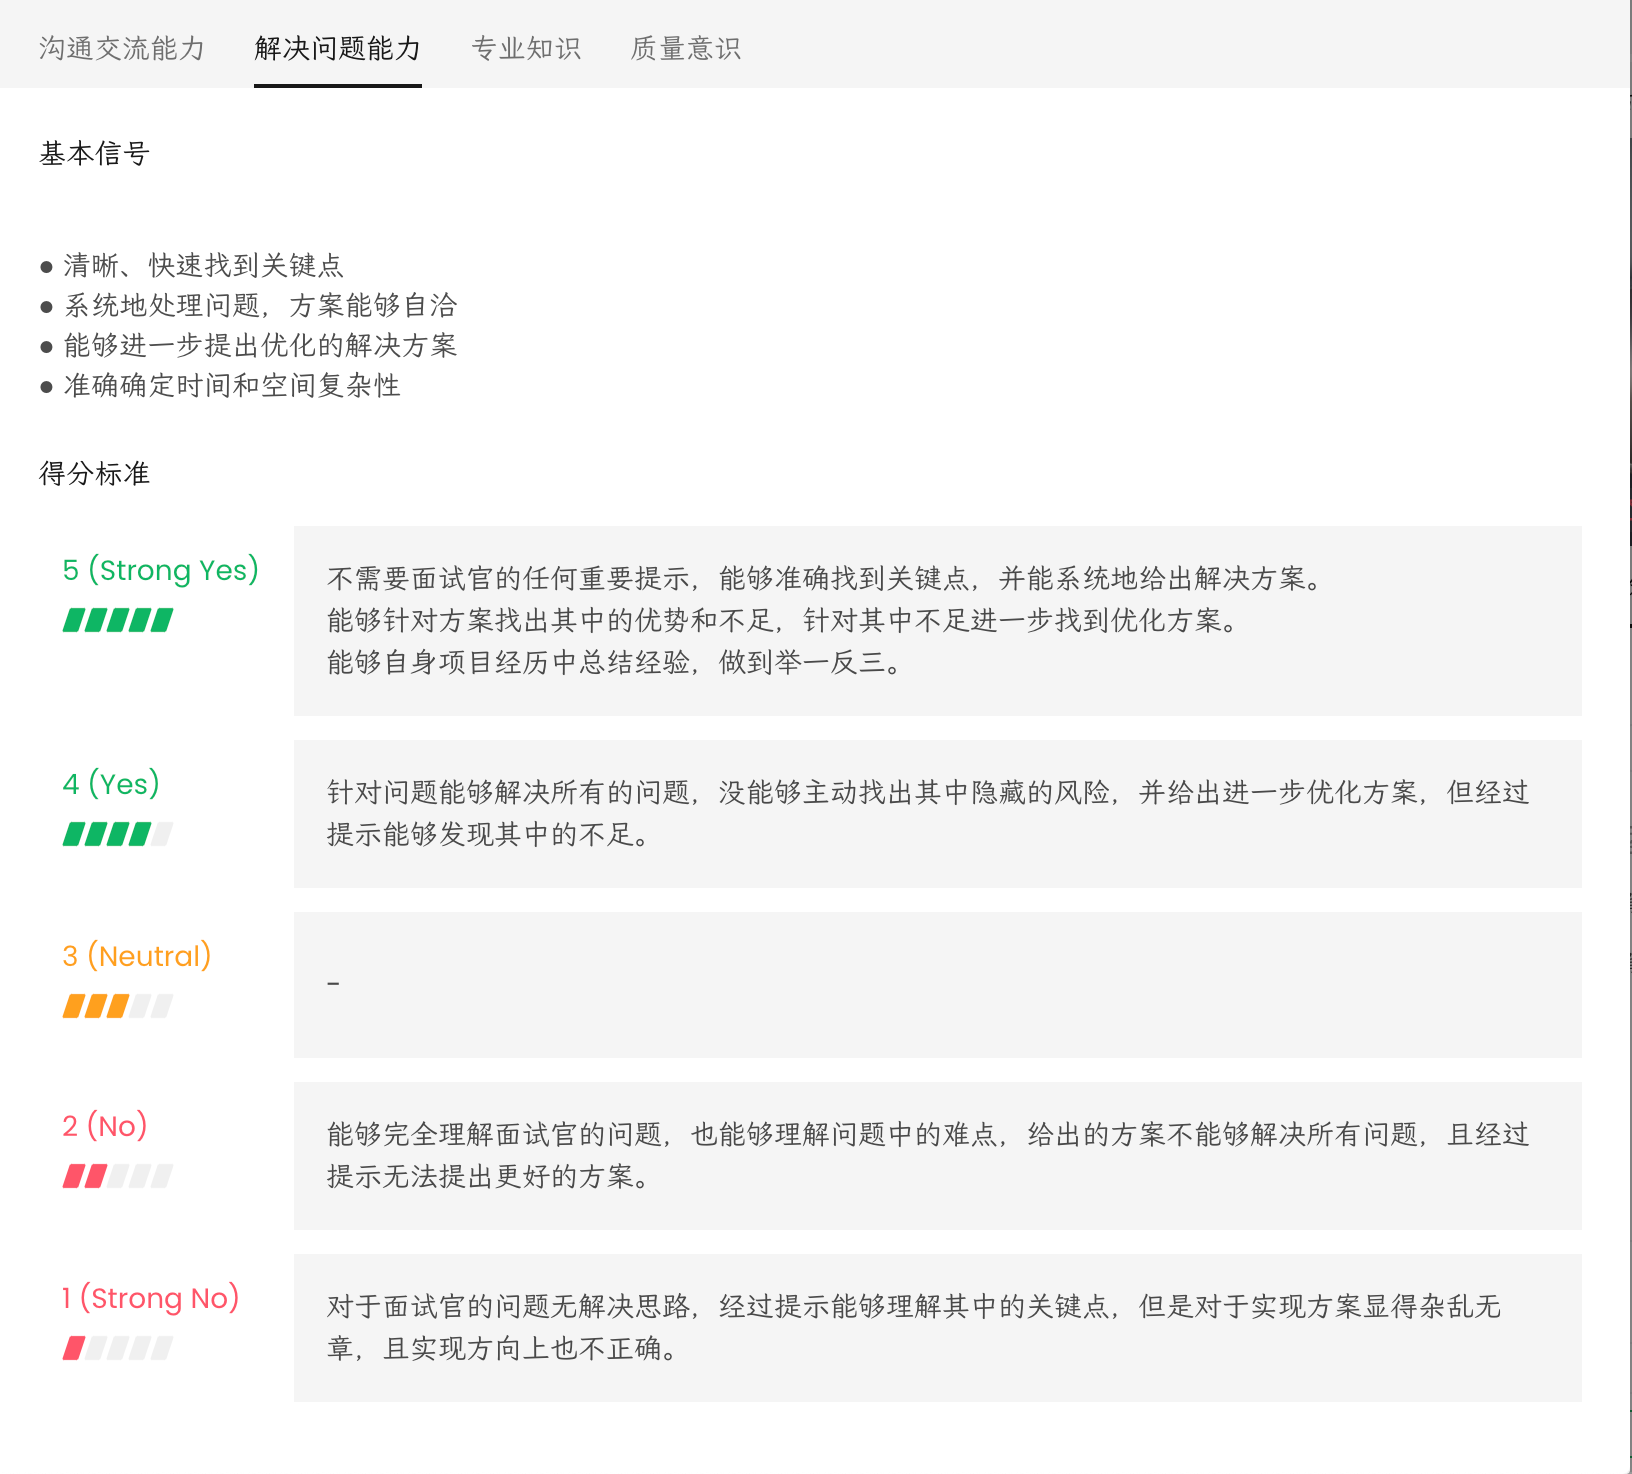 沟通交流能力 解决问题能力 专业知识 质量意识
基本信号
● 清晰、快速找到关键点
● 系统地处理问题，方案能够自洽
● 能够进一步提出优化的解决方案
● 准确确定时间和空间复杂性
得分标准
5 (Strong Yes)
不需要面试官的任何重要提示，能够准确找到关键点，并能系统地给出解决方案。
能够针对方案找出其中的优势和不足，针对其中不足进一步找到优化方案。
能够自身项目经历中总结经验，做到举一反三。
4 (Yes)
针对问题能够解决所有的问题，没能够主动找出其中隐藏的风险，并给出进一步优化方案，但经过
提示能够发现其中的不足。
3 (Neutral)
-
2 (No)
能够完全理解面试官的问题，也能够理解问题中的难点，给出的方案不能够解决所有问题，且经过
提示无法提出更好的方案。
1 (Strong No)
对于面试官的问题无解决思路，经过提示能够理解其中的关键点，但是对于实现方案显得杂乱无
章，且实现方向上也不正确。